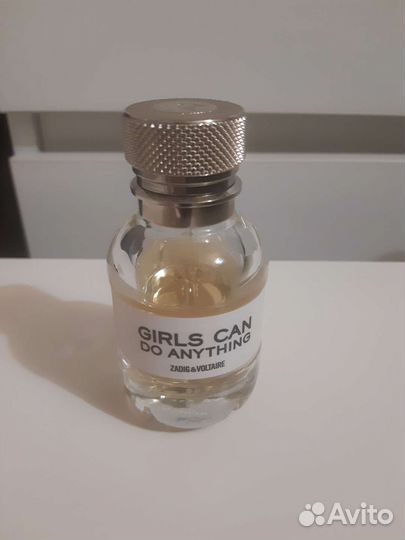 GIRLS CAN
DO ANYTHING
ZADIG&VOLTAIRE
Avito